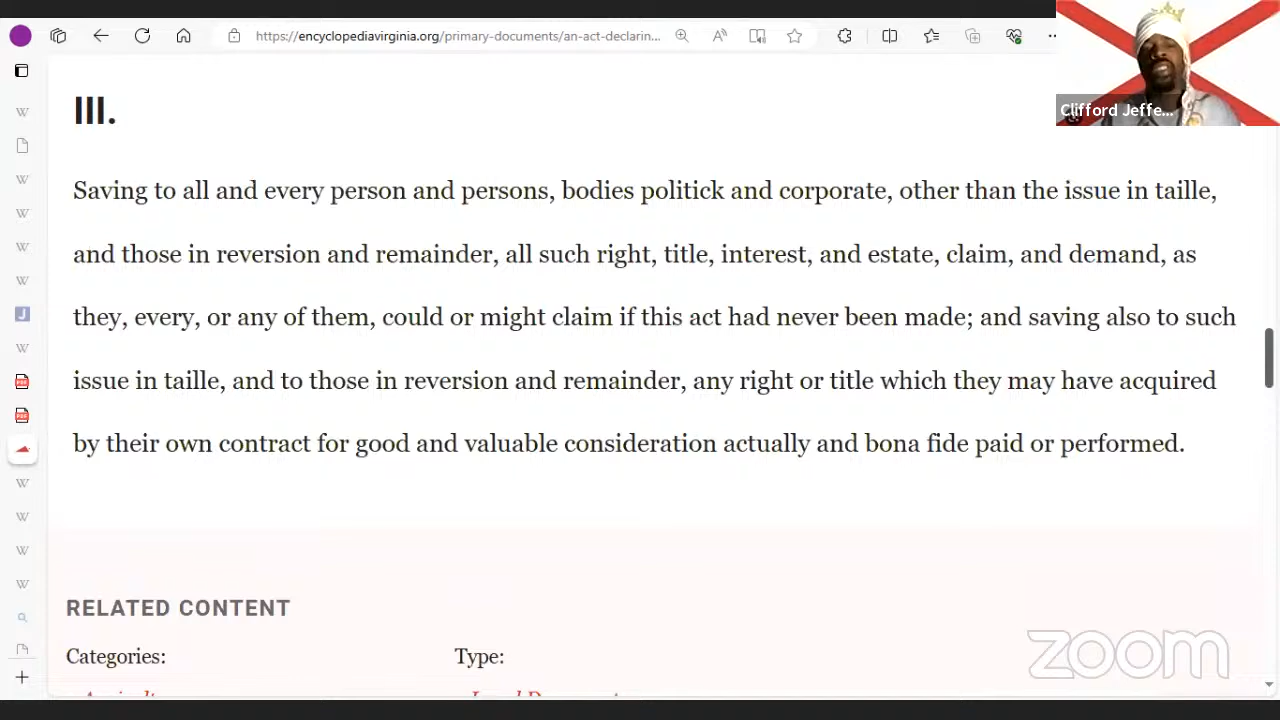 https://encyclopediavirginia.org/primary-documents/an-act-declarin...
Clifford Jeffe...
III.
Saving to all and every person and persons, bodies politick and corporate, other than the issue in taille,
and those in reversion and remainder, all such right, title, interest, and estate, claim, and demand, as
they, every, or any of them, could or might claim if this act had never been made; and saving also to such
issue in taille, and to those in reversion and remainder, any right or title which they may have acquired
by their own contract for good and valuable consideration actually and bona fide paid or performed.
RELATED CONTENT
Categories:
Type:
zoom